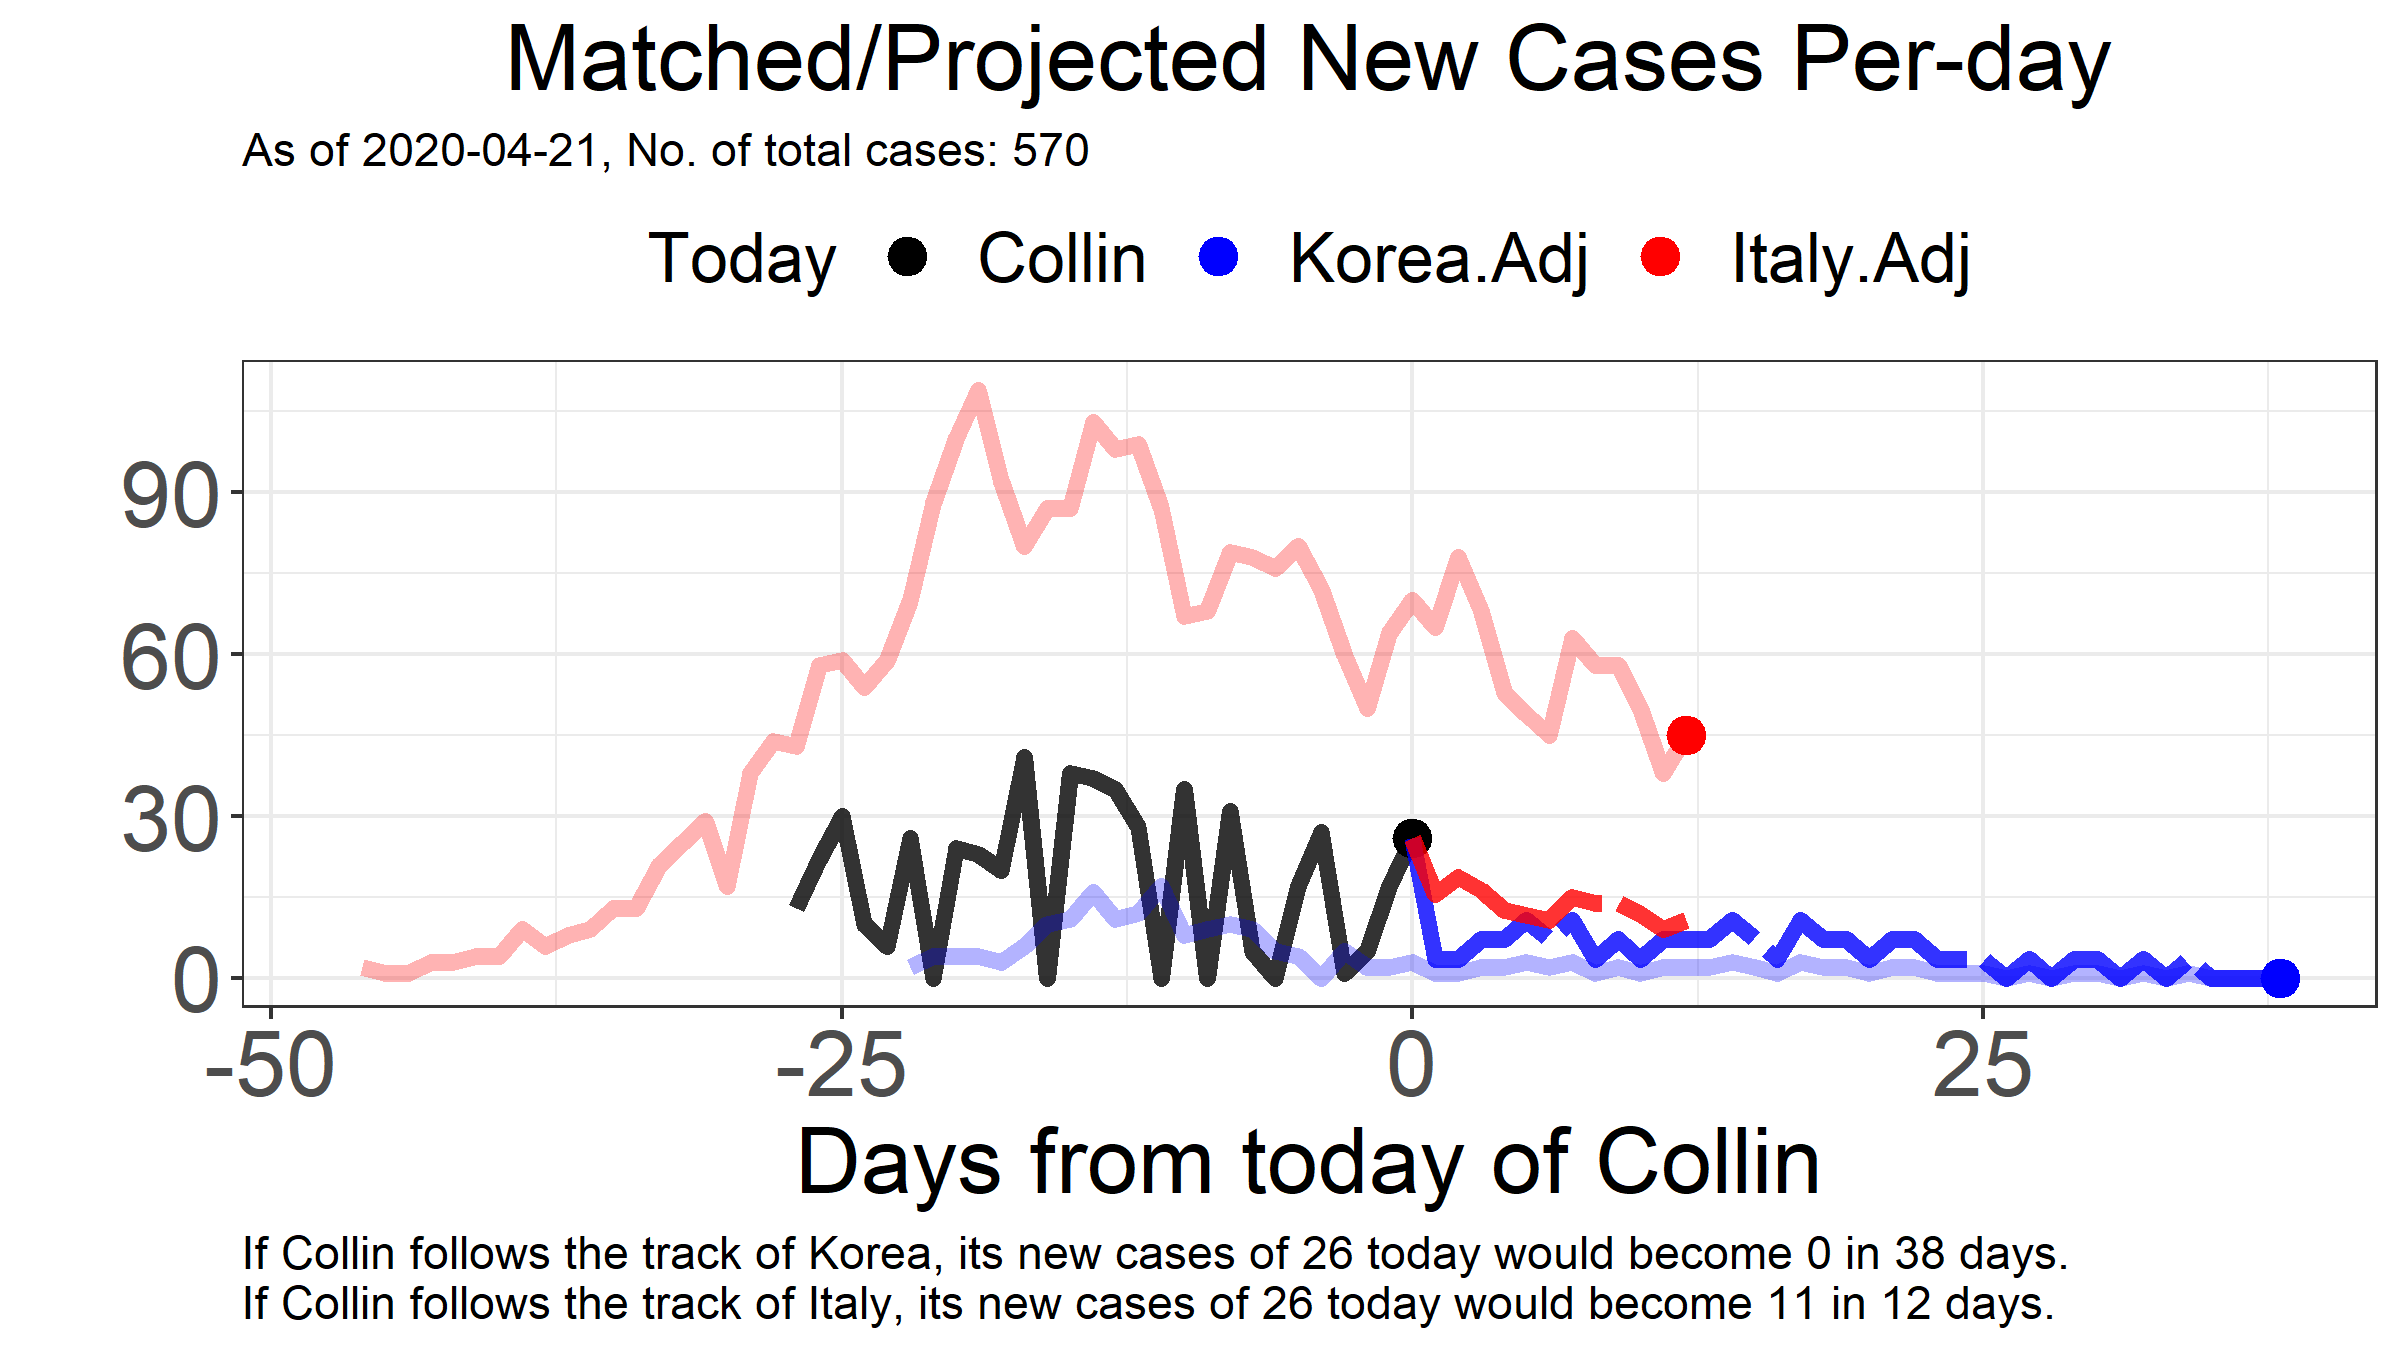 Matched/Projected New Cases Per-day
As of 2020-04-21, No. of total cases: 570
Today Collin Korea.Adj Italy.Adj
90
60
30
0
-50 -25 0 25
Days from today of Collin
If Collin follows the track of Korea, its new cases of 26 today would become 0 in 38 days.
If Collin follows the track of Italy, its new cases of 26 today would become 11 in 12 days.